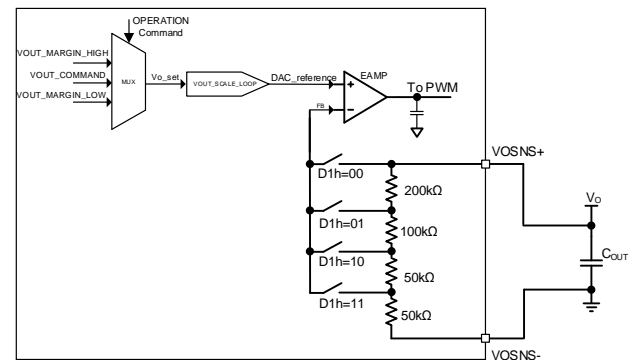 OPERATION
Command
VOUT_MARGIN_HIGH
VOUT_COMMAND
VOUT_MARGIN_LOW
MUX
Vo_set
VOUT_SCALE_LOOP
DAC_reference
EAMP
+
−
FB
To PWM
VOSNS+
D1h=00
200kΩ
D1h=01
100kΩ
D1h=10
50kΩ
D1h=11
50kΩ
VO
COUT
VOSNS-